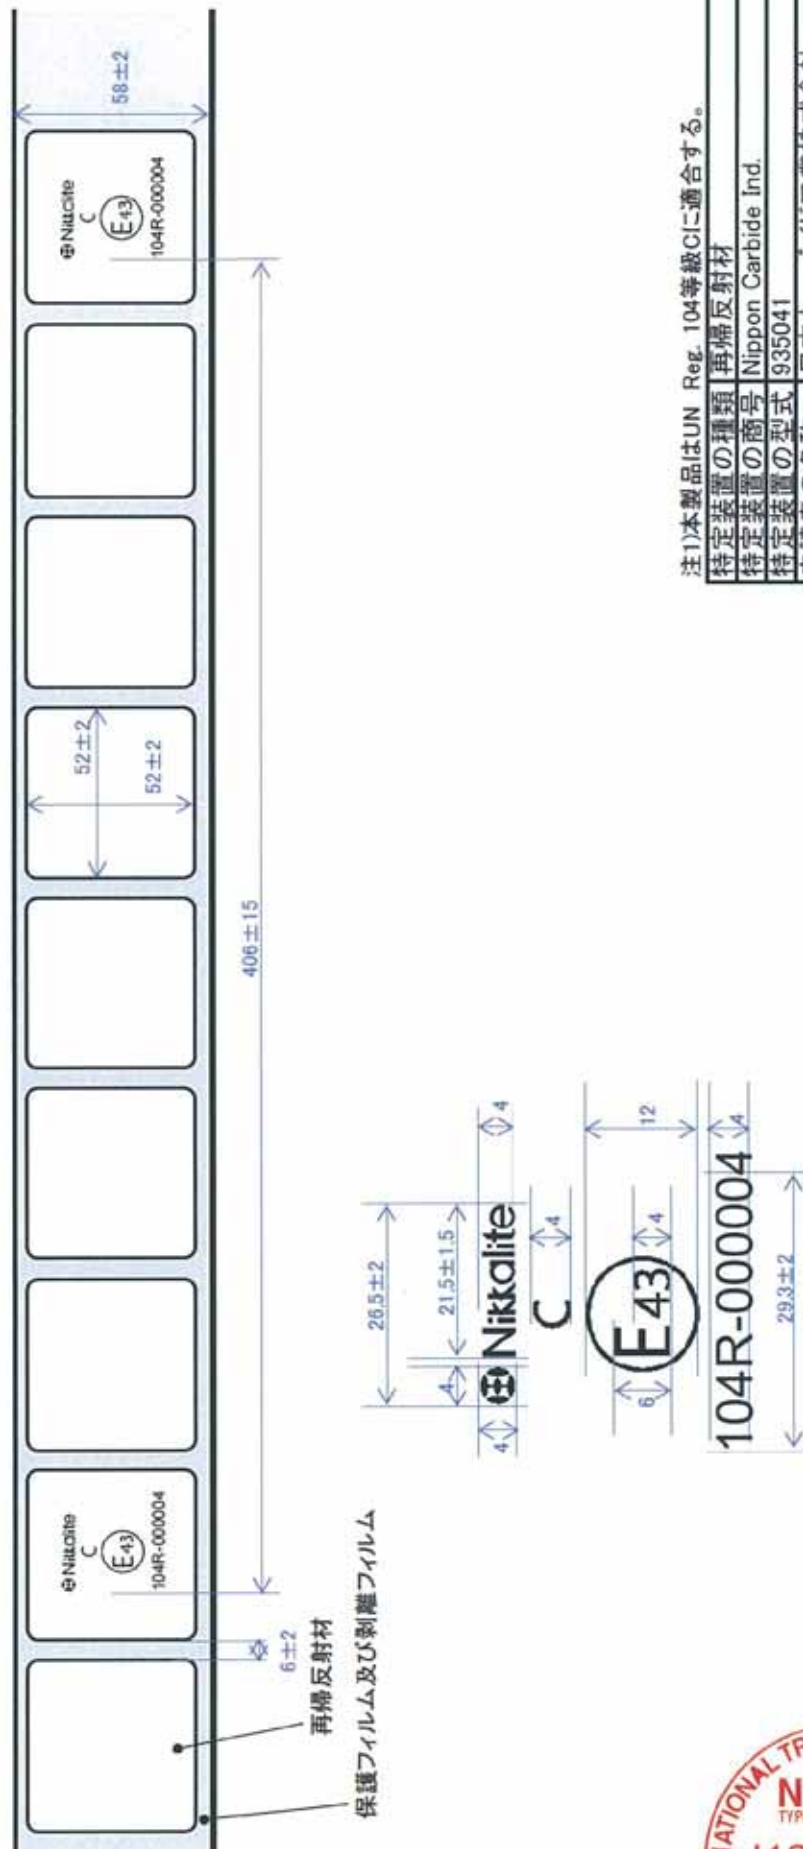 58±2
Nikkalite
C
E43
104R-000004
52±2
52±2
406±15
Nikkalite
C
E43
104R-000004
6±2
再帰反射材
保護フィルム及び剥離フィルム
26.5±2
21.5±1.5
4
4
4
Nikkalite
C
4
12
E43
6
4
104R-000004
4
29.3±2
注1)本製品はUN Reg. 104等級Cに適合する。
特定装置の種類 再帰反射材
特定装置の商号 Nippon Carbide Ind.
特定装置の型式 935041